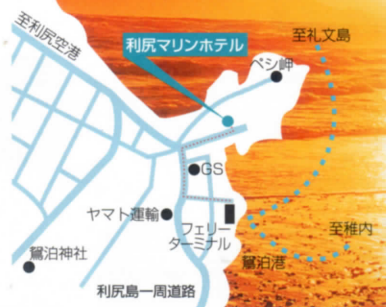 至利尻空港
利尻マリンホテル
ペシ岬
至礼文島
GS
ヤマト運輸
フェリー
ターミナル
至稚内
鴛泊港
鴛泊神社
利尻島一周道路